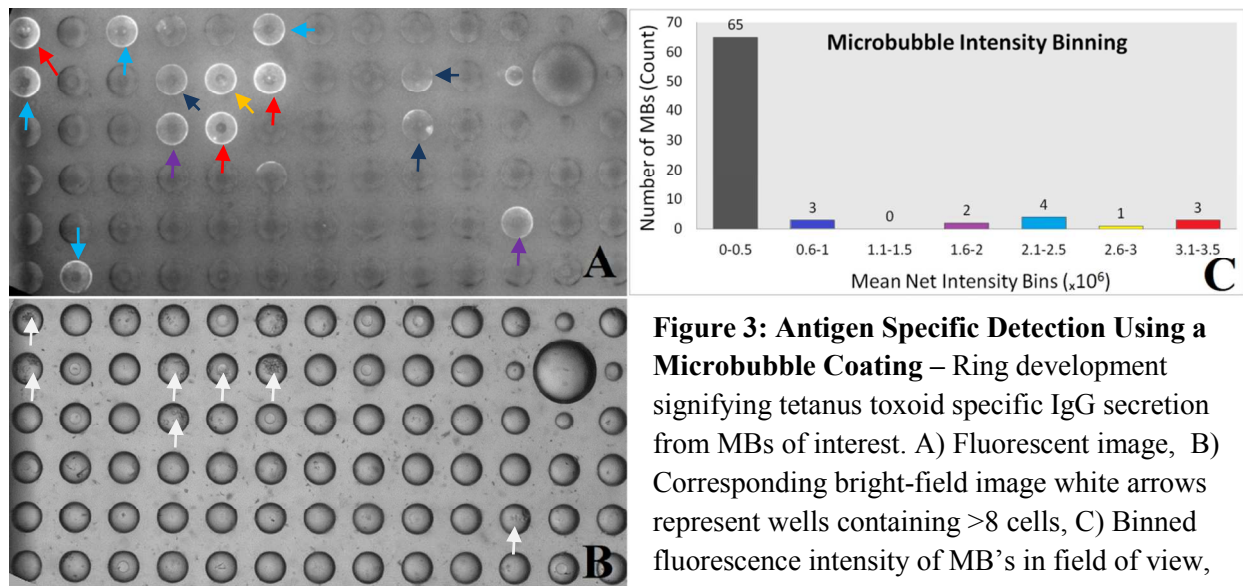 A
B
70
65
Microbubble Intensity Binning
60
50
40
30
20
10
0
Number of MBs (Count)
3
0
2
4
1
3
0-0.5 0.6-1 1.1-1.5 1.6-2 2.1-2.5 2.6-3 3.1-3.5
Mean Net Intensity Bins (x10⁶)
C
Figure 3: Antigen Specific Detection Using a
Microbubble Coating – Ring development
signifying tetanus toxoid specific IgG secretion
from MBs of interest. A) Fluorescent image, B)
Corresponding bright-field image white arrows
represent wells containing >8 cells, C) Binned
fluorescence intensity of MB's in field of view,